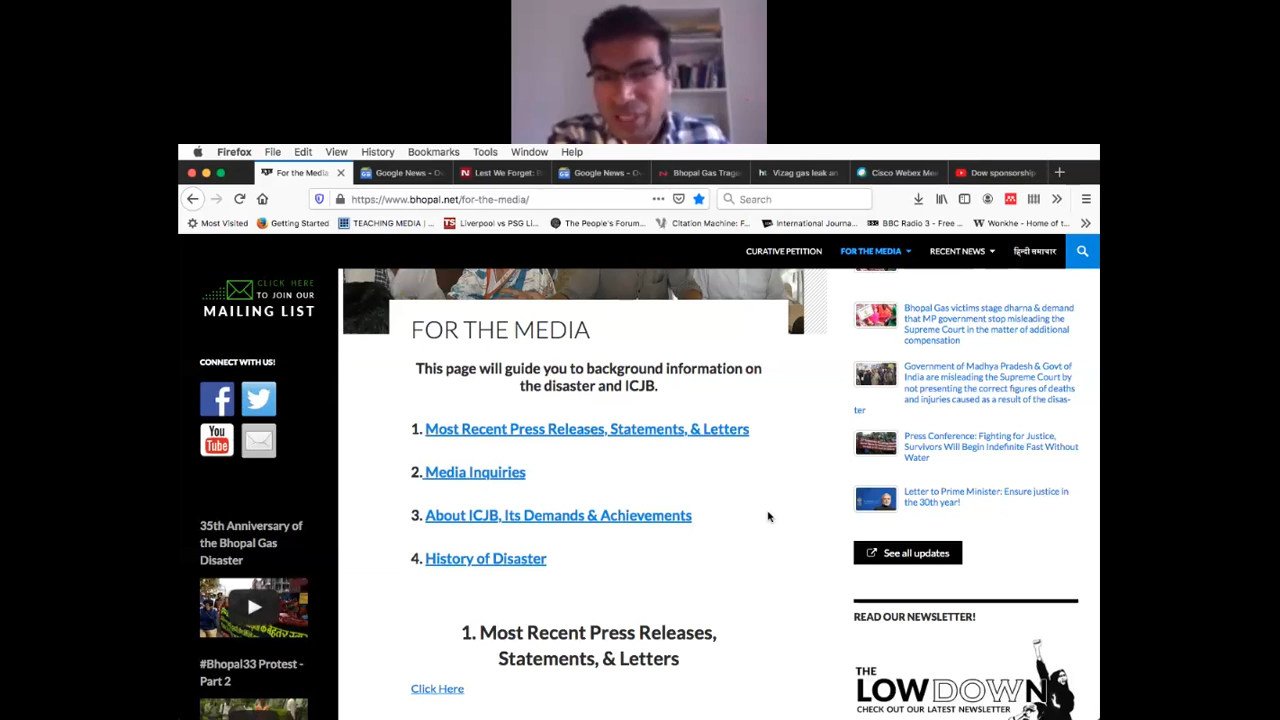 Firefox File Edit View History Bookmarks Tools Window Help
For the Media Google News - Lest We Forget: Google News - Bhopal Gas Vizag gas leak an Cisco Webex Dow sponsorship
https://www.bhopal.net/for-the-media/ Search
Most Visited Getting Started TEACHING MEDIA |... Liverpool vs PSG Li... The People's Forum... Citation Machine: F... International Journa... BBC Radio 3 - Free ... Wonkhe - Home of t...
CURATIVE PETITION FOR THE MEDIA RECENT NEWS हिन्दी समाचार
CLICK HERE
TO JOIN OUR
MAILING LIST
CONNECT WITH US!
You
Tube
35th Anniversary of
the Bhopal Gas
Disaster
#Bhopal33 Protest -
Part 2
FOR THE MEDIA
This page will guide you to background information on
the disaster and ICJB.
1. Most Recent Press Releases, Statements, & Letters
2. Media Inquiries
3. About ICJB, Its Demands & Achievements
4. History of Disaster
1. Most Recent Press Releases,
Statements, & Letters
Click Here
Bhopal Gas victims stage dharna & demand
that MP government stop misleading the
Supreme Court in the matter of additional
compensation
Government of Madhya Pradesh & Govt of
India are misleading the Supreme Court by
not presenting the correct figures of deaths
and injuries caused as a result of the disas-
ter
Press Conference: Fighting for Justice,
Survivors Will Begin Indefinite Fast Without
Water
Letter to Prime Minister: Ensure justice in
the 30th year!
See all updates
READ OUR NEWSLETTER!
THE
LOWDOWN
CHECK OUT OUR LATEST NEWSLETTER